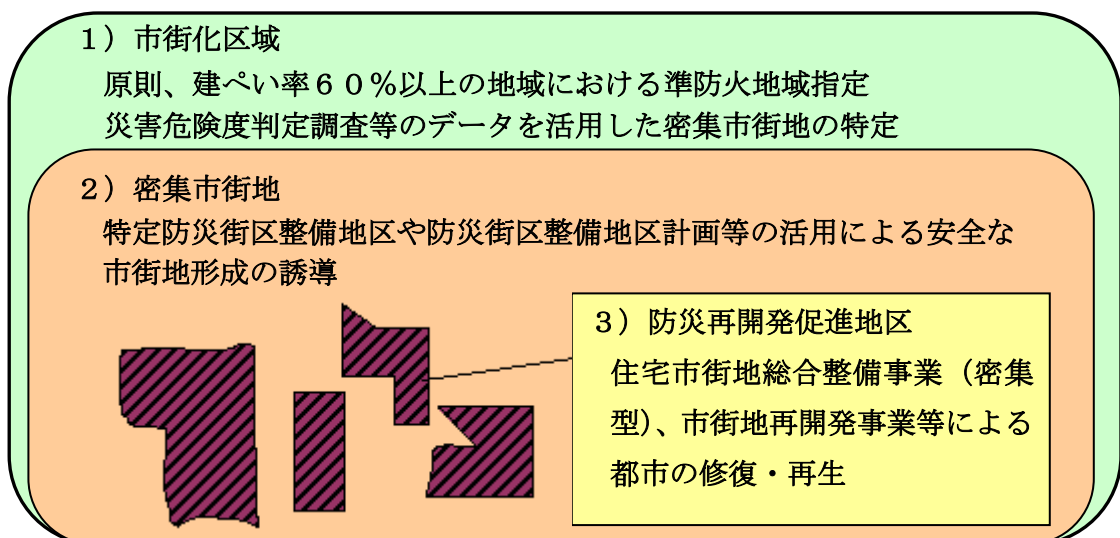 １）市街化区域
原則、建ぺい率６０％以上の地域における準防火地域指定
災害危険度判定調査等のデータを活用した密集市街地の特定
２）密集市街地
特定防災街区整備地区や防災街区整備地区計画等の活用による安全な
市街地形成の誘導
３）防災再開発促進地区
住宅市街地総合整備事業（密集
型）、市街地再開発事業等による
都市の修復・再生